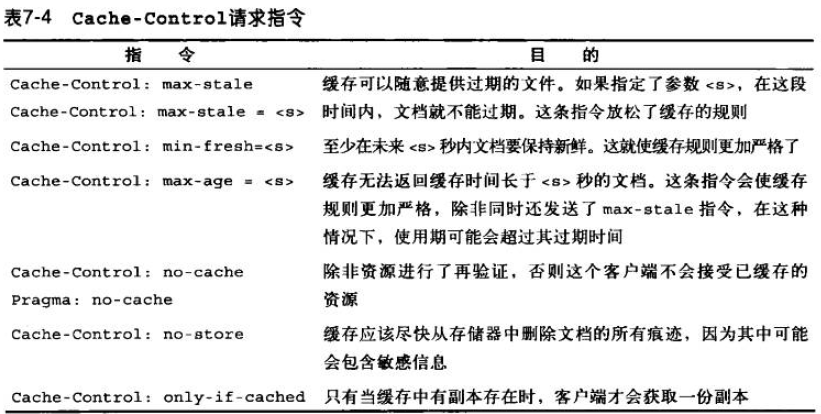 表7-4 Cache-Control请求指令
指 令 目 的
Cache-Control: max-stale 缓存可以随意提供过期的文件。如果指定了参数 <s>，在这段
Cache-Control: max-stale = <s> 时间内，文档就不能过期。这条指令放松了缓存的规则
Cache-Control: min-fresh=<s> 至少在未来 <s> 秒内文档要保持新鲜。这就使缓存规则更加严格了
Cache-Control: max-age = <s> 缓存无法返回缓存时间长于 <s> 秒的文档。这条指令会使缓存
规则更加严格，除非同时还发送了 max-stale 指令，在这种
情况下，使用期可能会超过其过期时间
Cache-Control: no-cache 除非资源进行了再验证，否则这个客户端不会接受已缓存的
Pragma: no-cache 资源
Cache-Control: no-store 缓存应该尽快从存储器中删除文档的所有痕迹，因为其中可能
会包含敏感信息
Cache-Control: only-if-cached 只有当缓存中有副本存在时，客户端才会获取一份副本